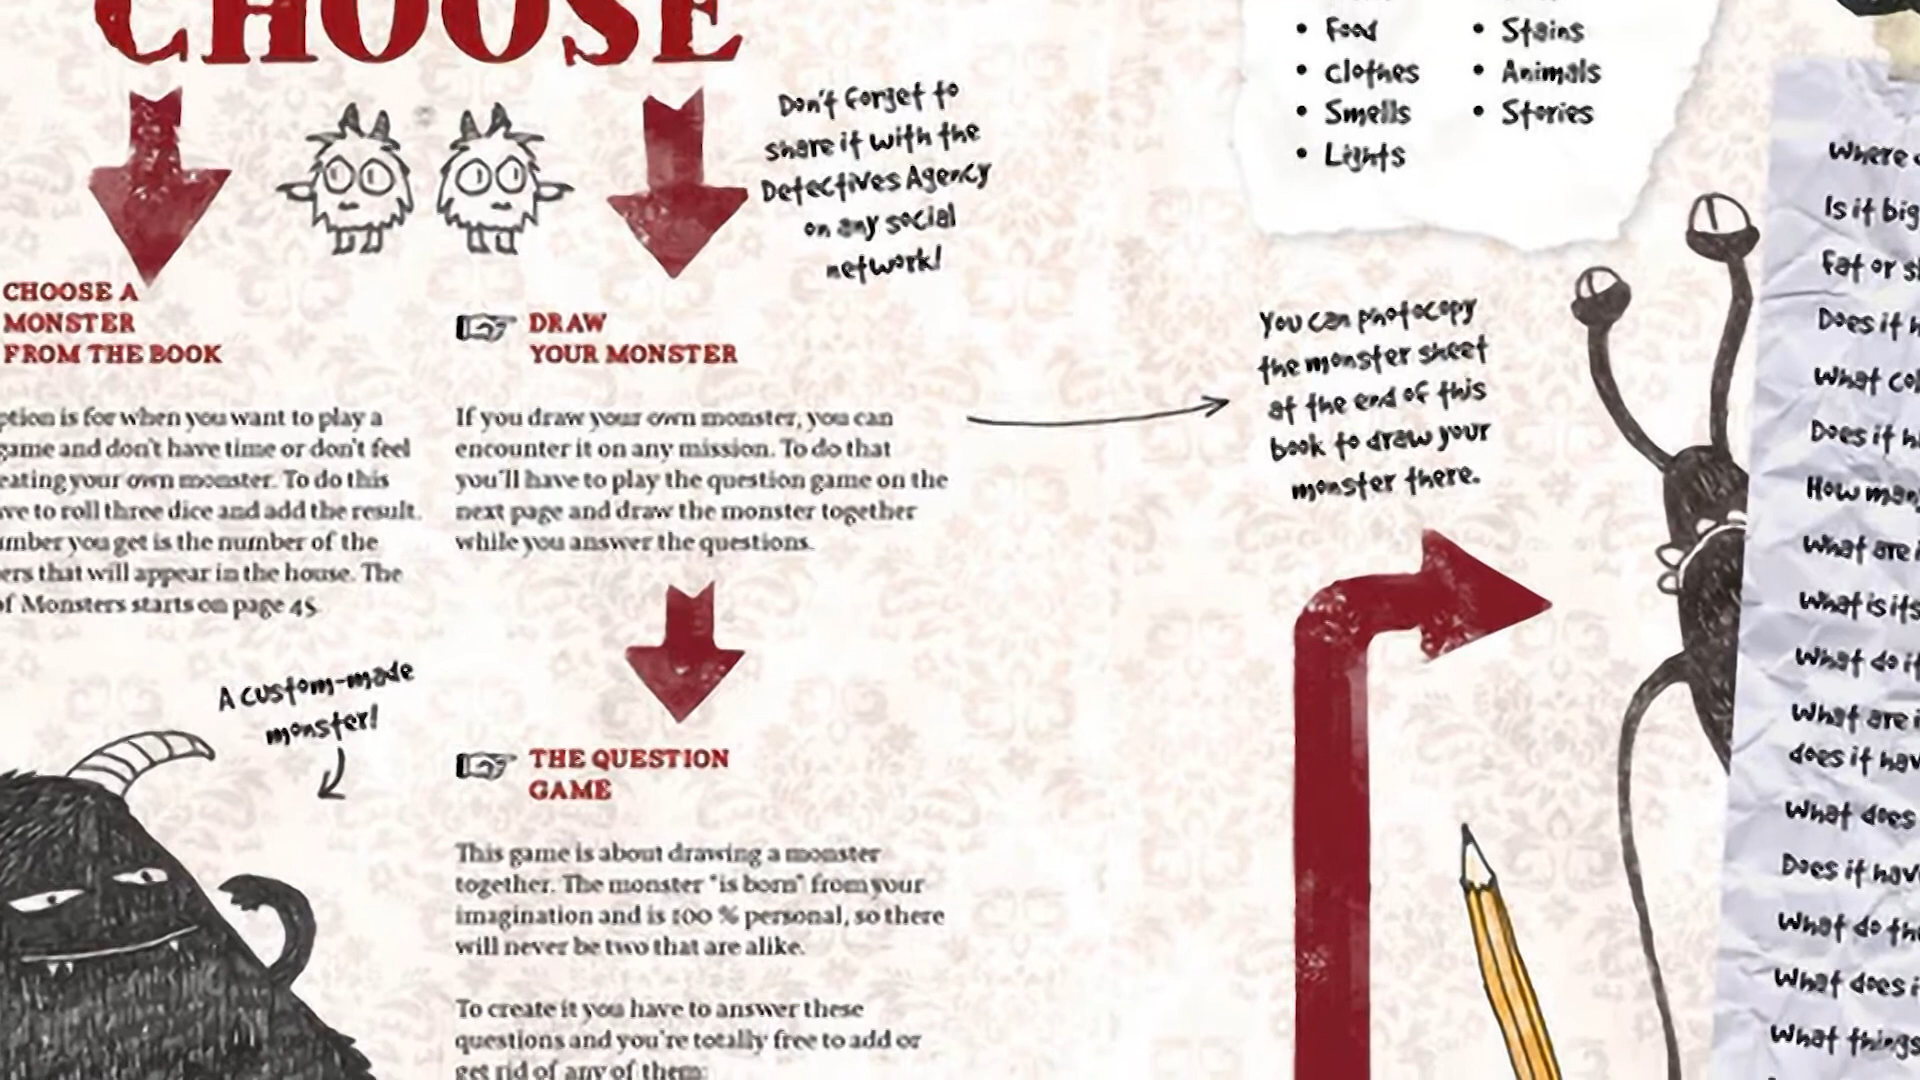 CHOOSE
Don't forget to
share it with the
Detectives Agency
on any social
network!
CHOOSE A
MONSTER
FROM THE BOOK
is for when you want to play a
game and don't have time or don't feel
your own monster. To do this
to roll three dice and add the result.
you get is the number of the
that will appear in the house. The
of Monsters starts on page 45
A custom-made
monster!
DRAW
YOUR MONSTER
If you draw your own monster, you can
encounter it on any mission. To do that
you'll have to play the question game on the
next page and draw the monster together
while you answer the questions.
THE QUESTION
GAME
This game is about drawing a monster
together. The monster "is born" from your
imagination and is 100 % personal, so there
will never be two that are alike.
To create it you have to answer these
questions and you're totally free to add or
get rid of any of them:
• Food
• Clothes
• Smells
• Lights
• Stains
• Animals
• Stories
You can photocopy
the monster sheet
at the end of this
book to draw your
monster there.
Where
Is it big
Fat or
Does it
What
Does it
How
What are
What is its
What do
What are
does it
What does
Does it
What do
What does
What things